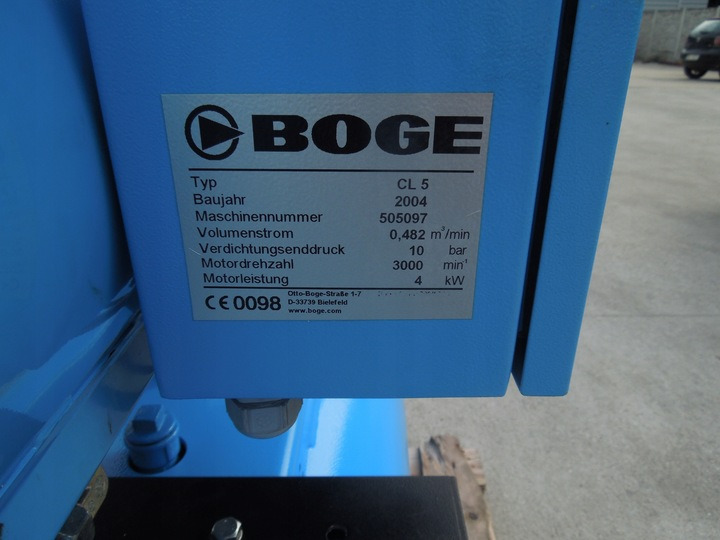 BOGE
Typ CL 5
Baujahr 2004
Maschinennummer 505097
Volumenstrom 0,482 m³/min
Verdichtungsenddruck 10 bar
Motordrehzahl 3000 min⁻¹
Motorleistung 4 kW
CE 0098 Otto-Boge-Straße 1-7
D-33739 Bielefeld
www.boge.com